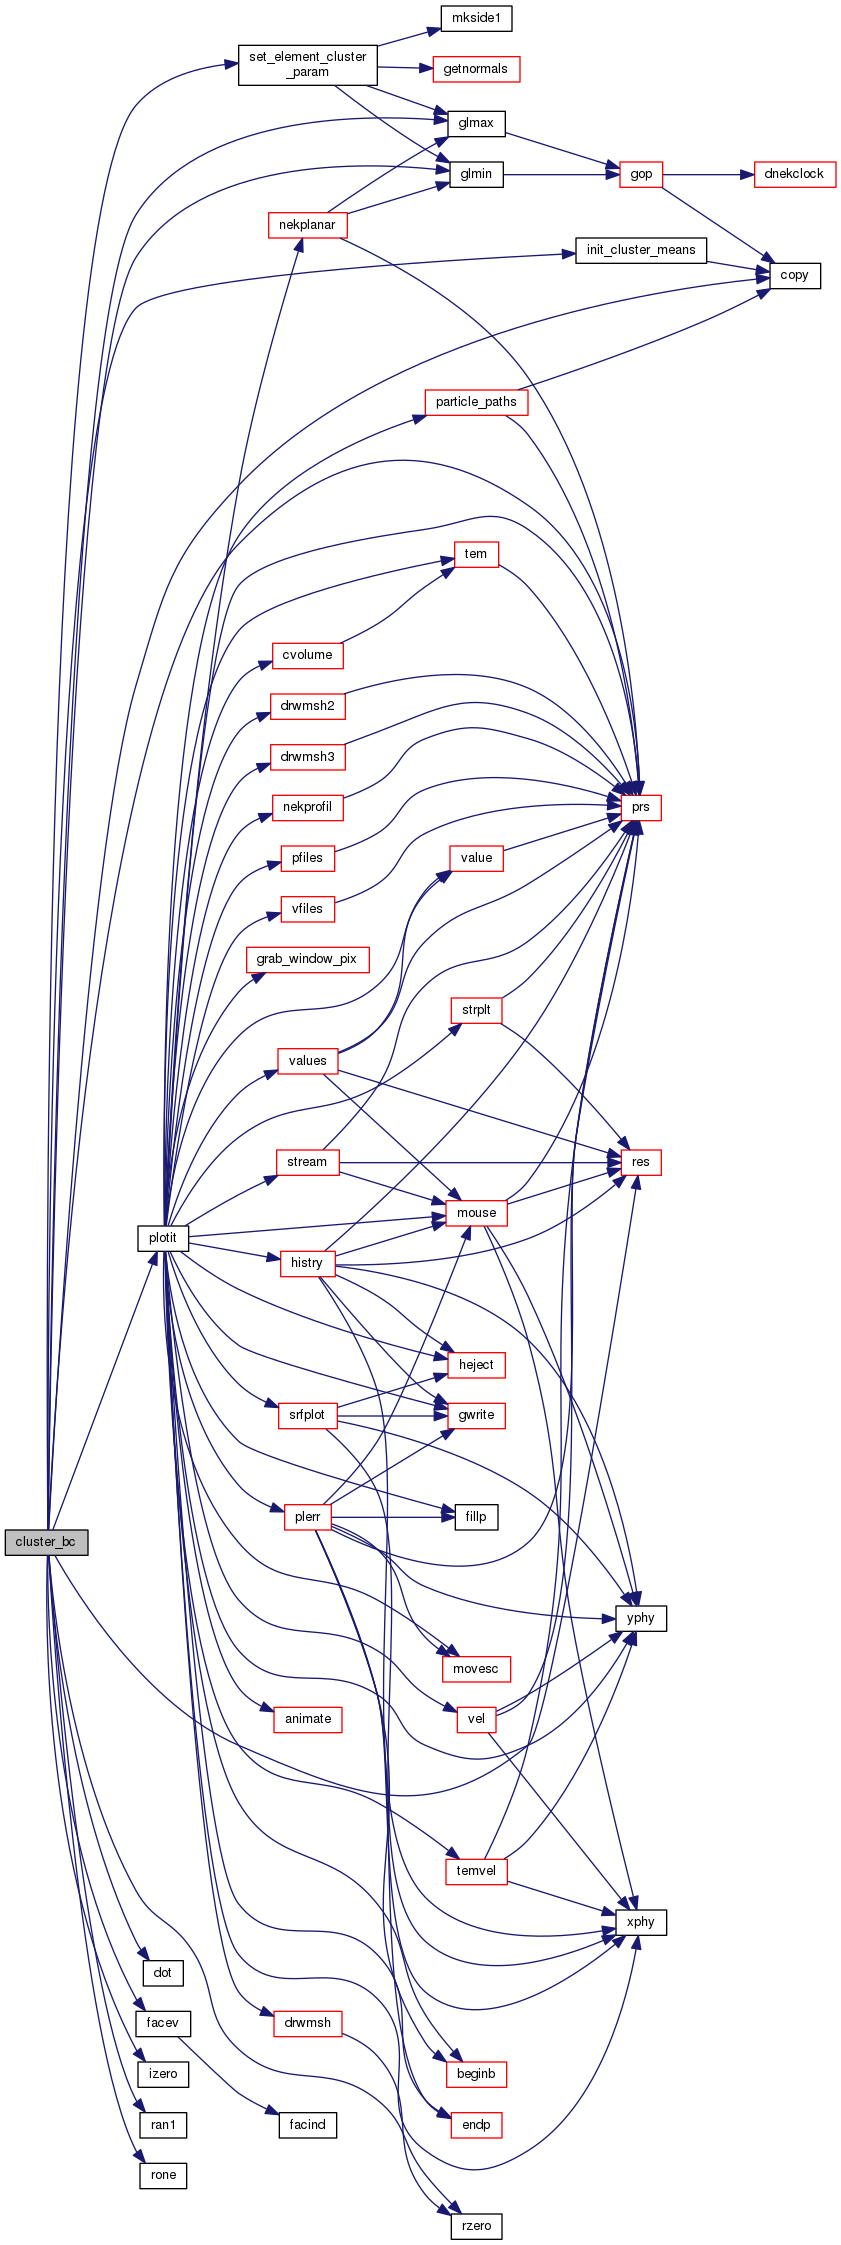 mkside1
set_element_cluster
_param
getnormals
glmax
glmin
gop
dnekclock
nekplanar
init_cluster_means
copy
particle_paths
tem
cvolume
drwmsh2
drwmsh3
nekprofil
prs
pfiles
value
vfiles
grab_window_pix
strplt
values
stream
res
mouse
plotit
histry
heject
srfplot
gwrite
plerr
fillp
cluster_bc
yphy
movesc
animate
vel
temvel
xphy
dot
facev
drwmsh
izero
beginb
ran1
facind
endp
rone
rzero